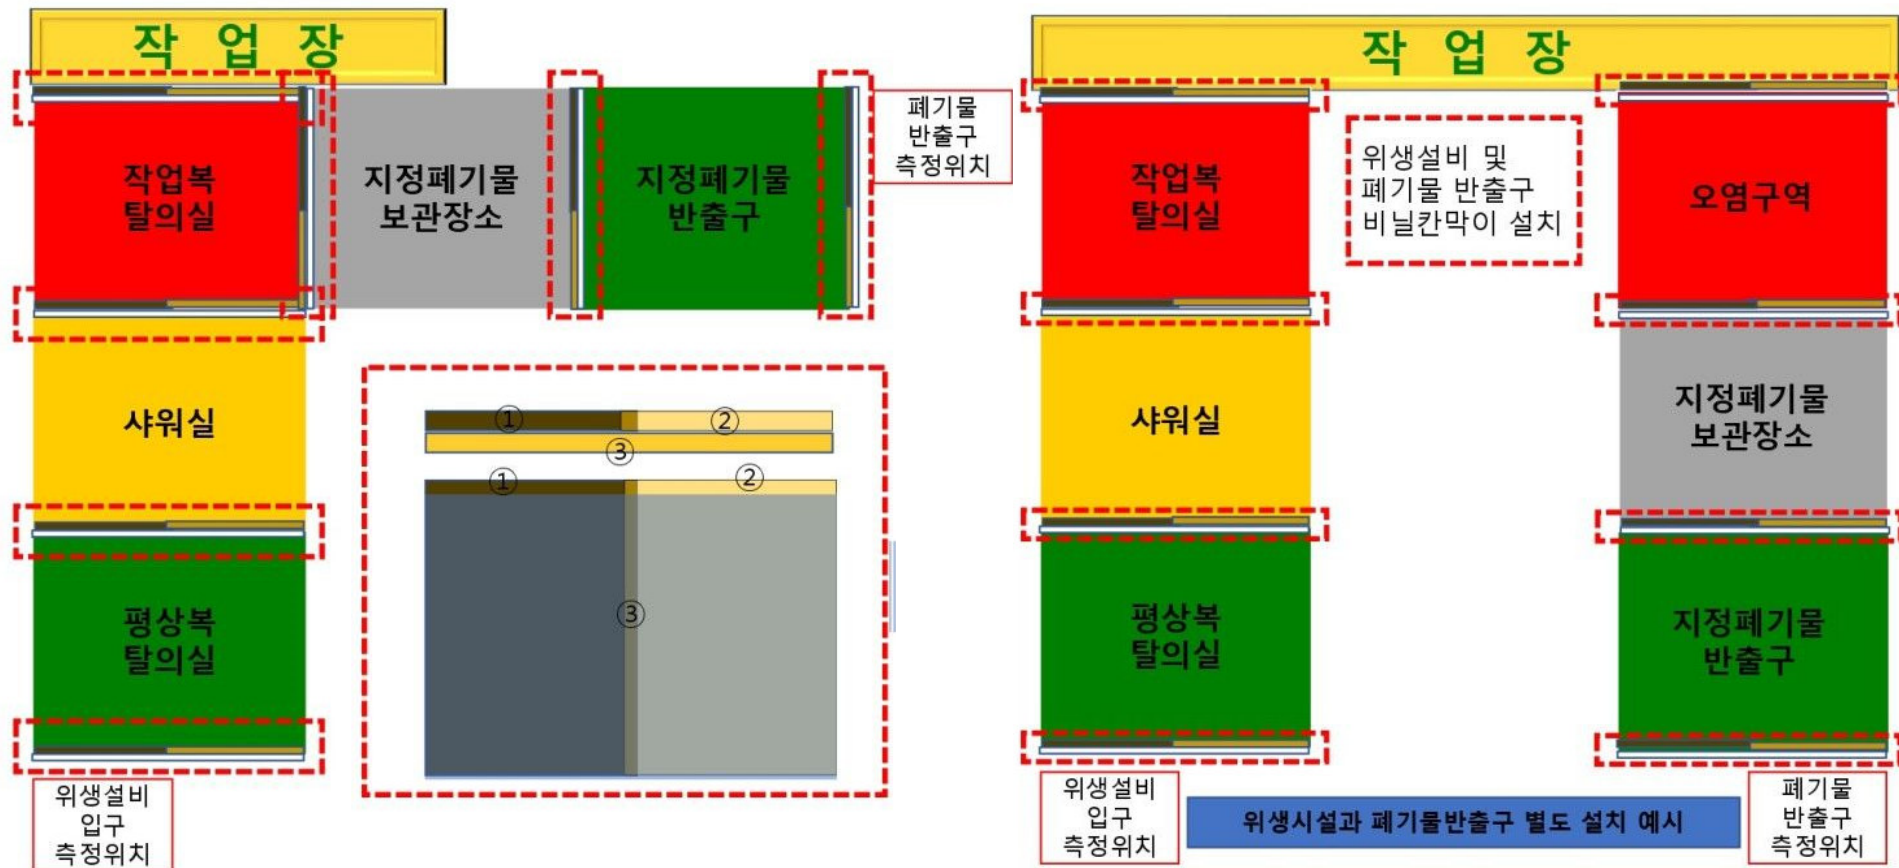 작 업 장
작업복
탈의실
지정폐기물
보관장소
지정폐기물
반출구
폐기물
반출구
측정위치
샤워실
평상복
탈의실
위생설비
입구
측정위치
① ②
③
① ②
③
작 업 장
작업복
탈의실
위생설비 및
폐기물 반출구
비닐칸막이 설치
오염구역
샤워실
지정폐기물
보관장소
평상복
탈의실
지정폐기물
반출구
위생설비
입구
측정위치
위생시설과 폐기물반출구 별도 설치 예시
폐기물
반출구
측정위치